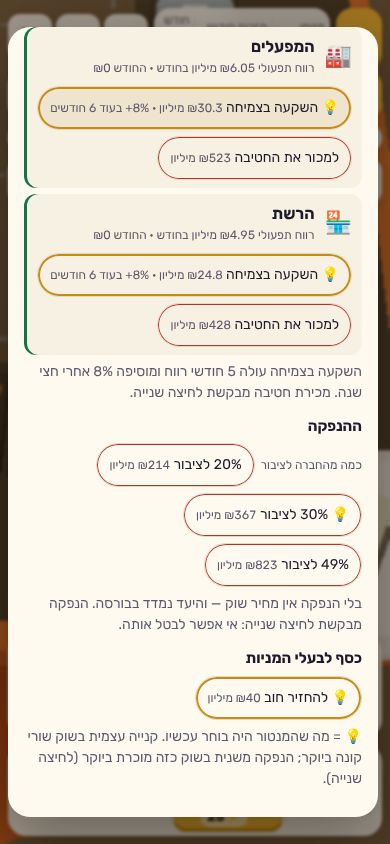 המפעלים
רווח תפעולי ₪6.05 מיליון בחודש · החודש ₪0
💡 השקעה בצמיחה ₪30.3 מיליון · +8% בעוד 6 חודשים
למכור את החטיבה ₪523 מיליון
הרשת
רווח תפעולי ₪4.95 מיליון בחודש · החודש ₪0
💡 השקעה בצמיחה ₪24.8 מיליון · +8% בעוד 6 חודשים
למכור את החטיבה ₪428 מיליון
השקעה בצמיחה עולה 5 חודשי רווח ומוסיפה 8% אחרי חצי
שנה. מכירת חטיבה מבקשת לחיצה שנייה.
ההנפקה
כמה מהחברה לציבור 20% לציבור ₪214 מיליון
💡 30% לציבור ₪367 מיליון
49% לציבור ₪823 מיליון
בלי הנפקה אין מחיר שוק — והיעד נמדד בבורסה. הנפקה
מבקשת לחיצה שנייה: אי אפשר לבטל אותה.
כסף לבעלי המניות
💡 להחזיר חוב ₪40 מיליון
💡 = מה שהמנטור היה בוחר עכשיו. קנייה עצמית בשוק שורי
קונה ביוקר; הנפקה משנית בשוק כזה מוכרת ביוקר (לחיצה
שנייה).